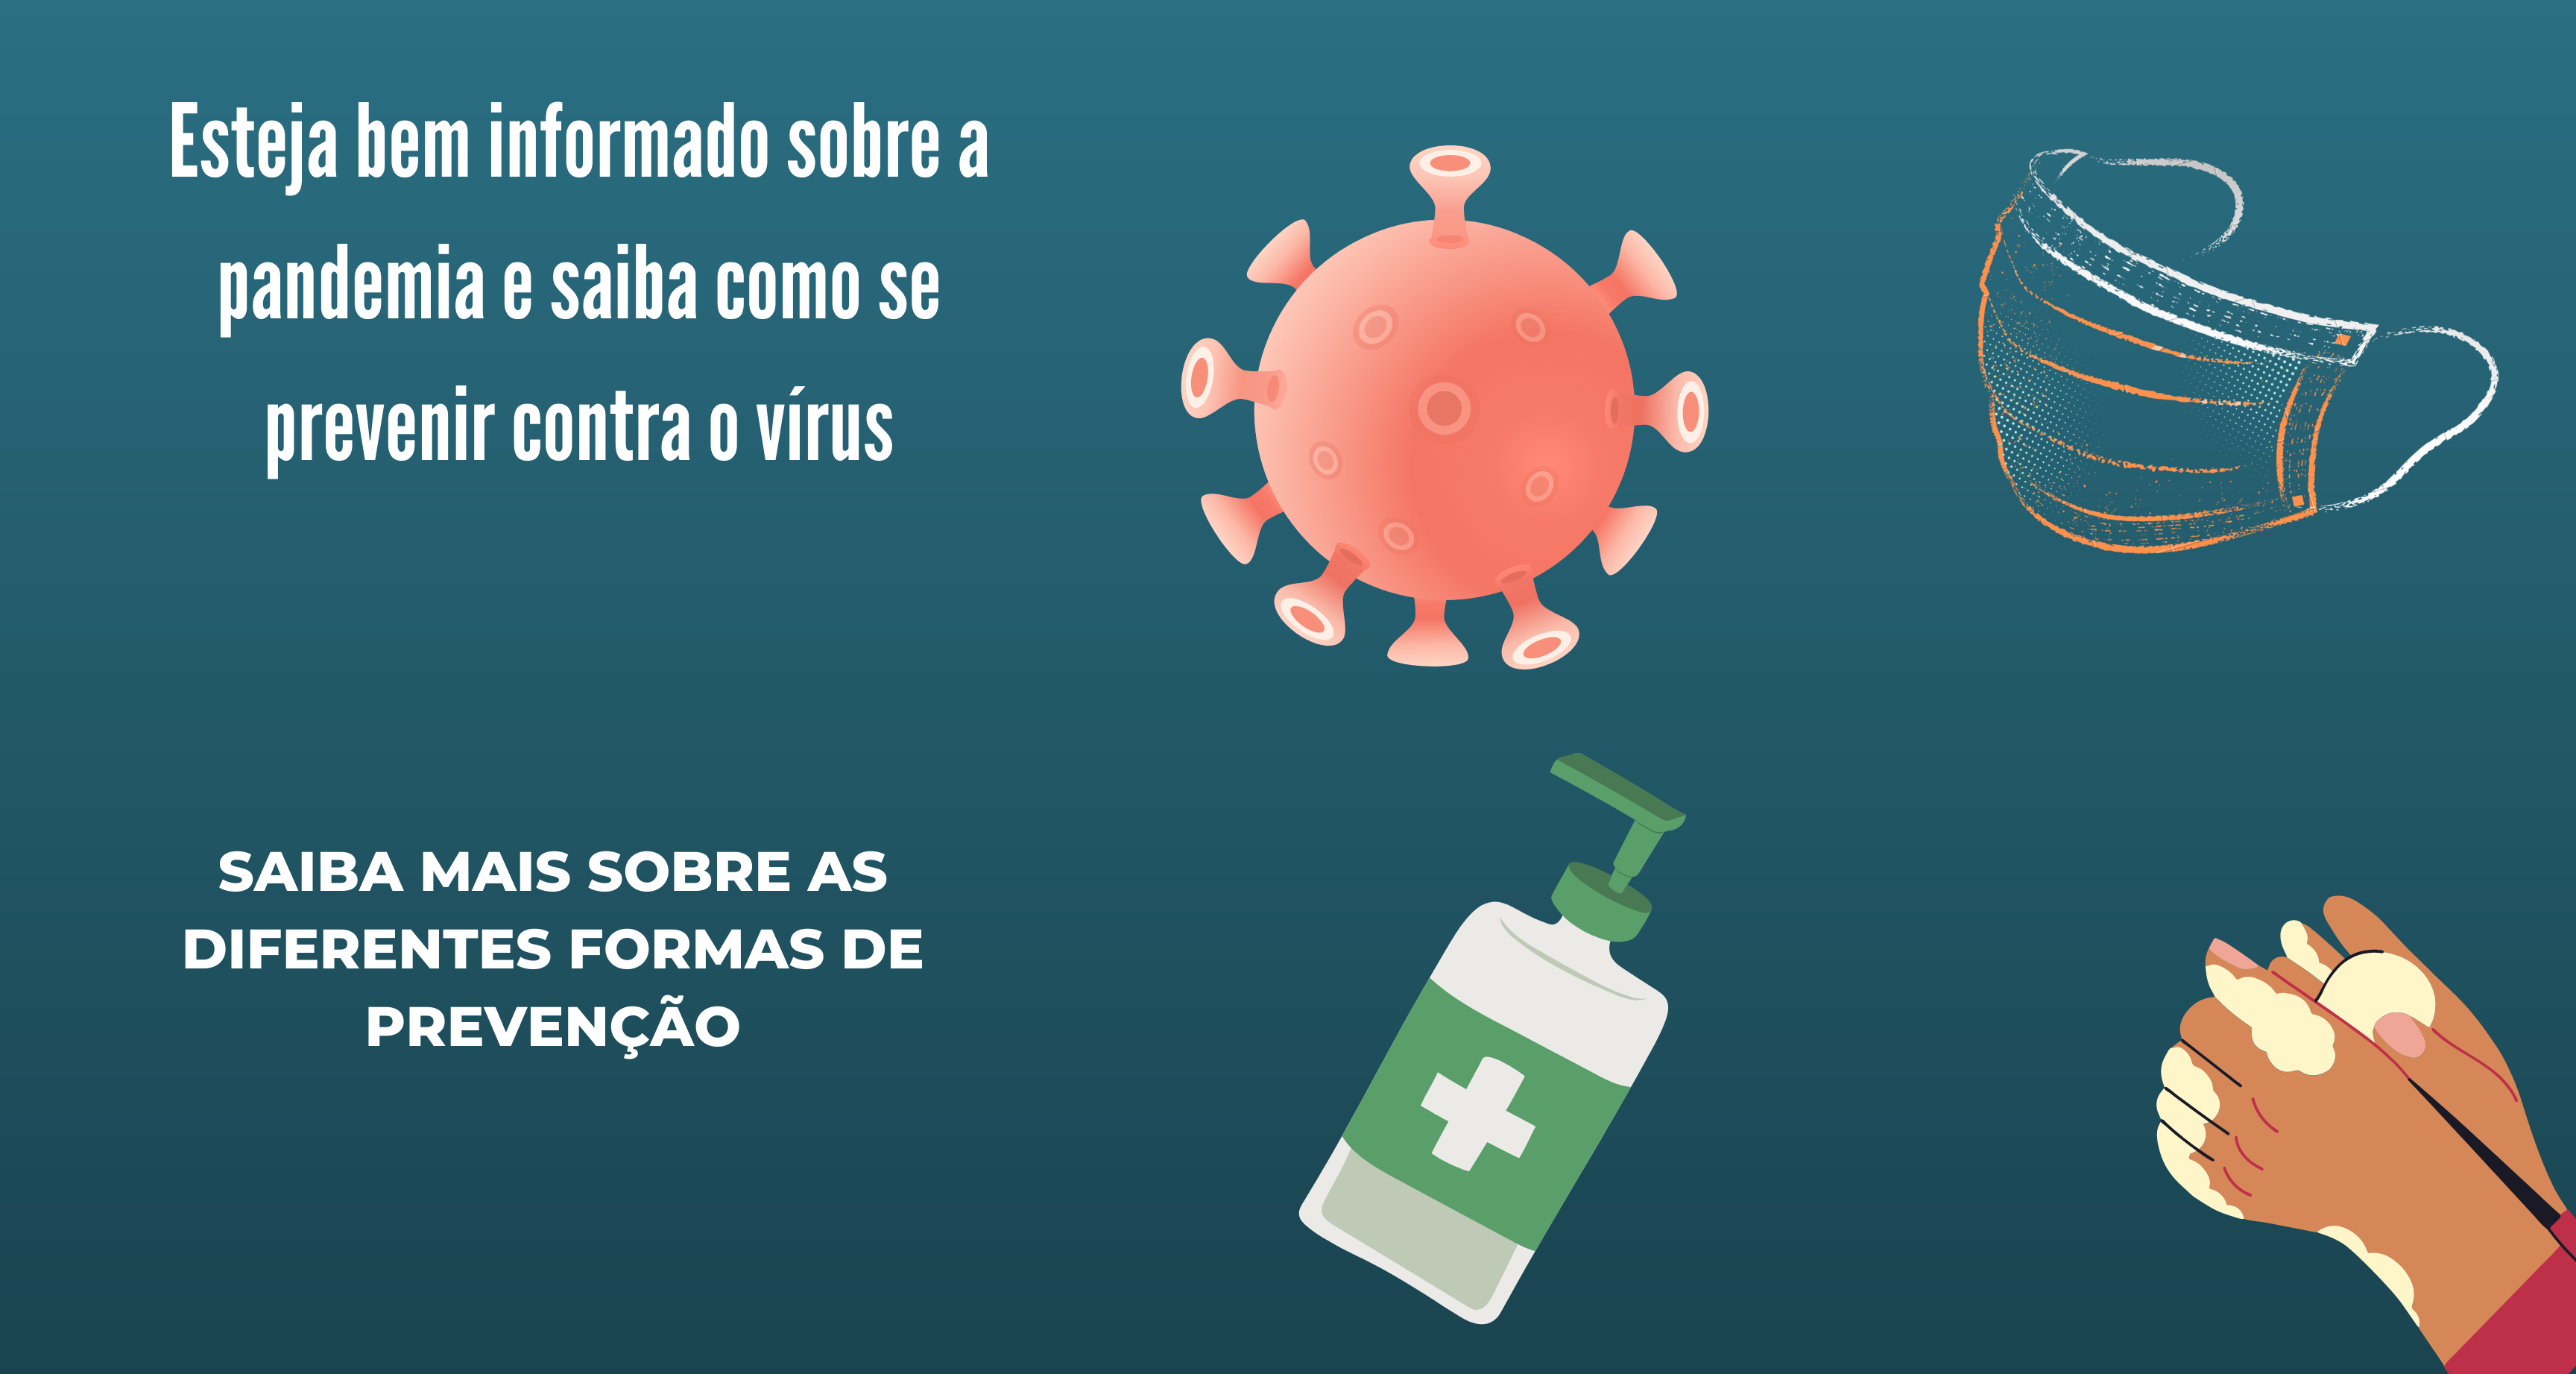 Esteja bem informado sobre a
pandemia e saiba como se
prevenir contra o vírus
SAIBA MAIS SOBRE AS
DIFERENTES FORMAS DE
PREVENÇÃO